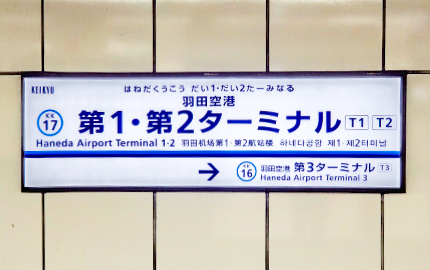 KEIKYU
はねだくうこう だい1・だい2たーみなる
羽田空港
KK 17 第1・第2ターミナル T1 T2
Haneda Airport Terminal 1·2 羽田机场第1·第2航站楼 하네다공항 제1·제2터미널
→ KK 16 羽田空港 第3ターミナル T3
Haneda Airport Terminal 3